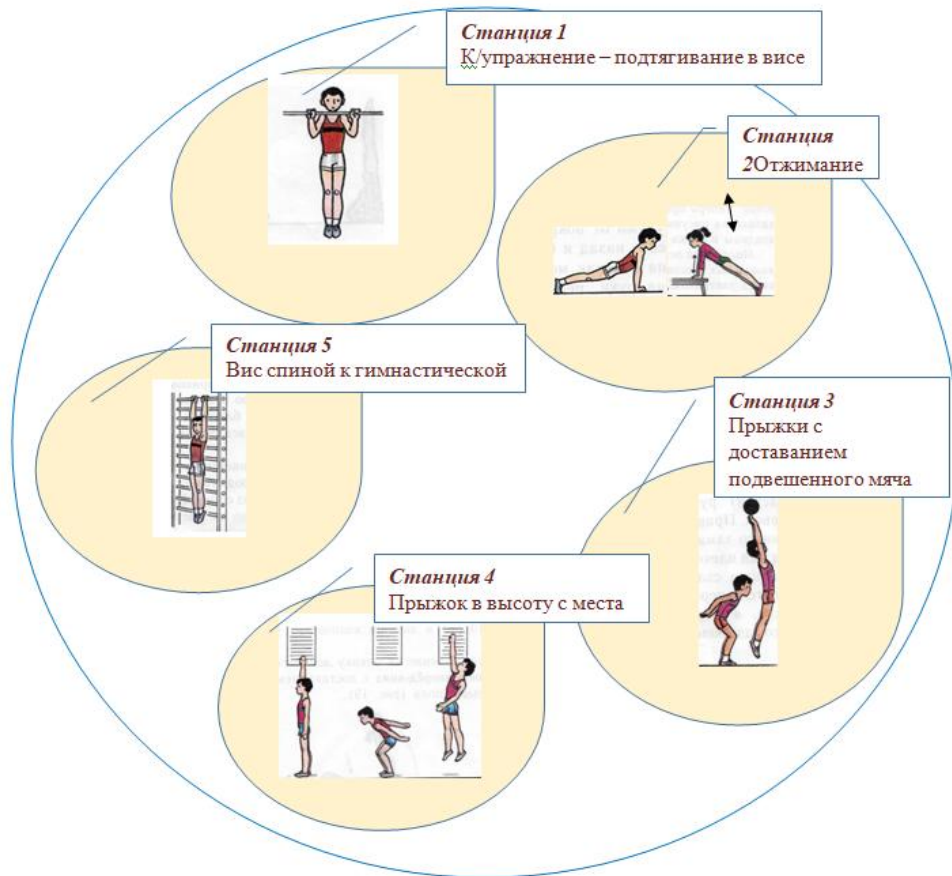 Станция 1
К/упражнение – подтягивание в висе
Станция
2Отжимание
Станция 3
Прыжки с
доставанием
подвешенного мяча
Станция 4
Прыжок в высоту с места
Станция 5
Вис спиной к гимнастической